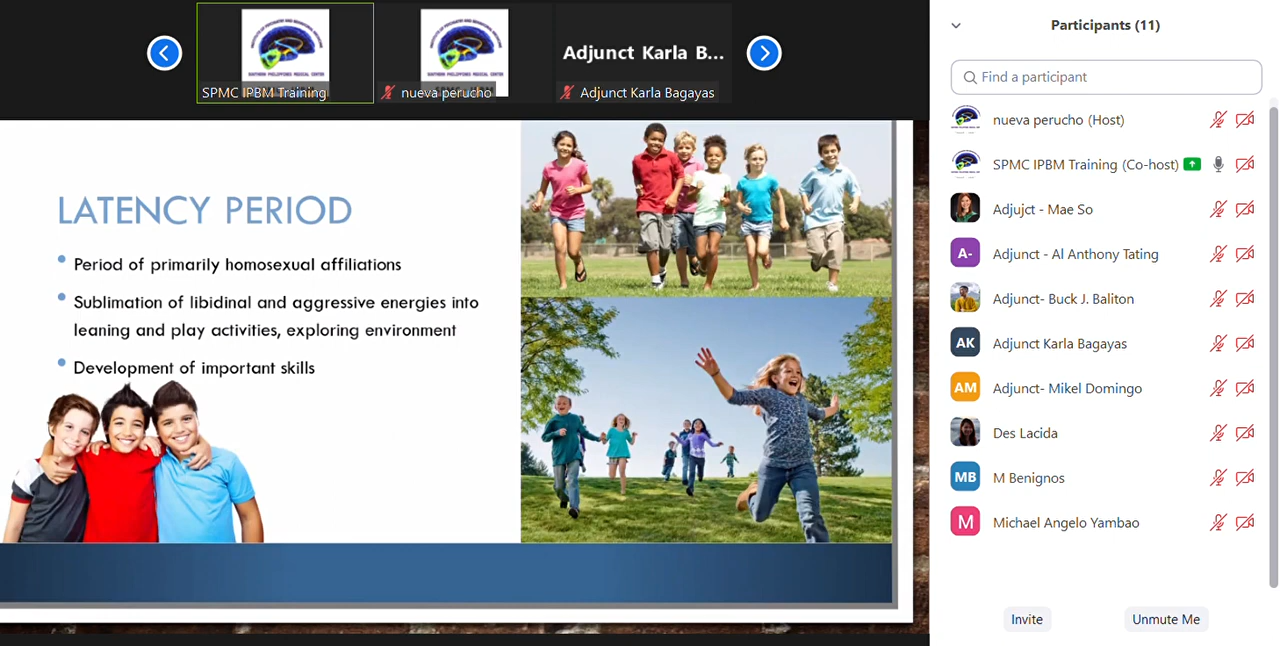 Adjunct Karla B...
SPMC IPBM Training
nueva perucho
Adjunct Karla Bagayas
LATENCY PERIOD
• Period of primarily homosexual affiliations
• Sublimation of libidinal and aggressive energies into
leaning and play activities, exploring environment
• Development of important skills
Participants (11)
Find a participant
nueva perucho (Host)
SPMC IPBM Training (Co-host)
Adjujct - Mae So
A-
Adjunct - Al Anthony Tating
Adjunct- Buck J. Baliton
AK
Adjunct Karla Bagayas
AM
Adjunct- Mikel Domingo
Des Lacida
MB
M Benignos
M
Michael Angelo Yambao
Invite
Unmute Me